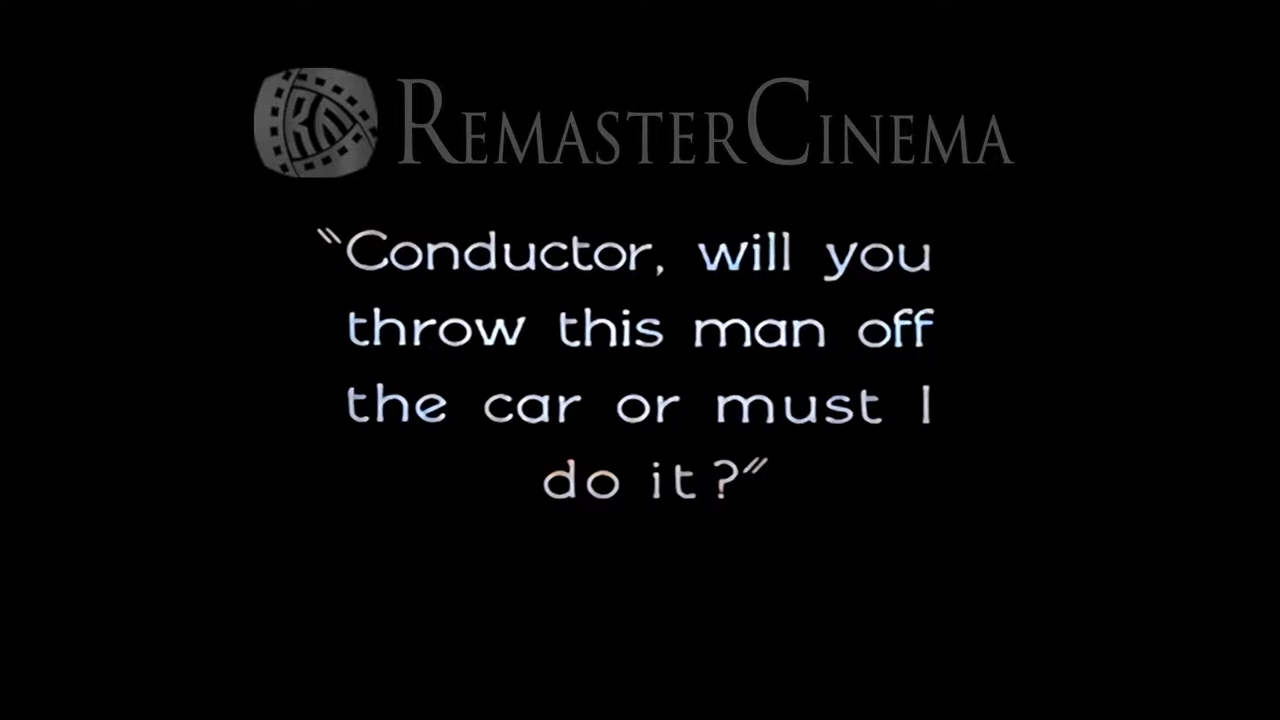 REMASTERCINEMA
"Conductor, will you
throw this man off
the car or must I
do it?"